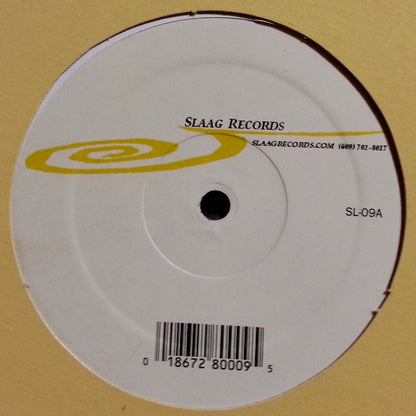 SLAAG RECORDS
SLAAGRECORDS.COM (609) 702-8017
SL-09A
0 18672 80009 5